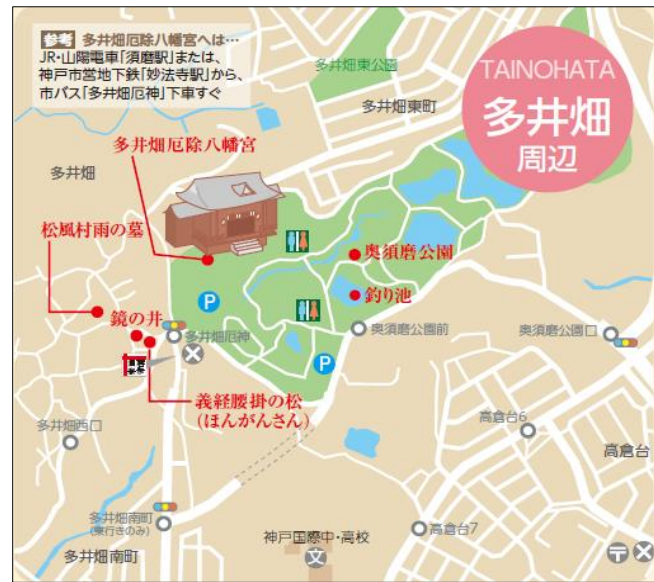 参考 多井畑厄除八幡宮へは…
JR・山陽電車「須磨駅」または、
神戸市営地下鉄「妙法寺駅」から、
市バス「多井畑厄神」下車すぐ
TAINOHATA
多井畑
周辺
多井畑東公園
多井畑東町
多井畑厄除八幡宮
多井畑
松風村雨の墓
奥須磨公園
P
釣り池
鏡の井
多井畑厄神
奥須磨公園前
奥須磨公園口
P
義経腰掛の松
(ほんがんさん)
多井畑西口
高倉台6
高倉台
多井畑南町
(東行きのみ)
高倉台7
神戸国際中・高校
文
多井畑南町
〒